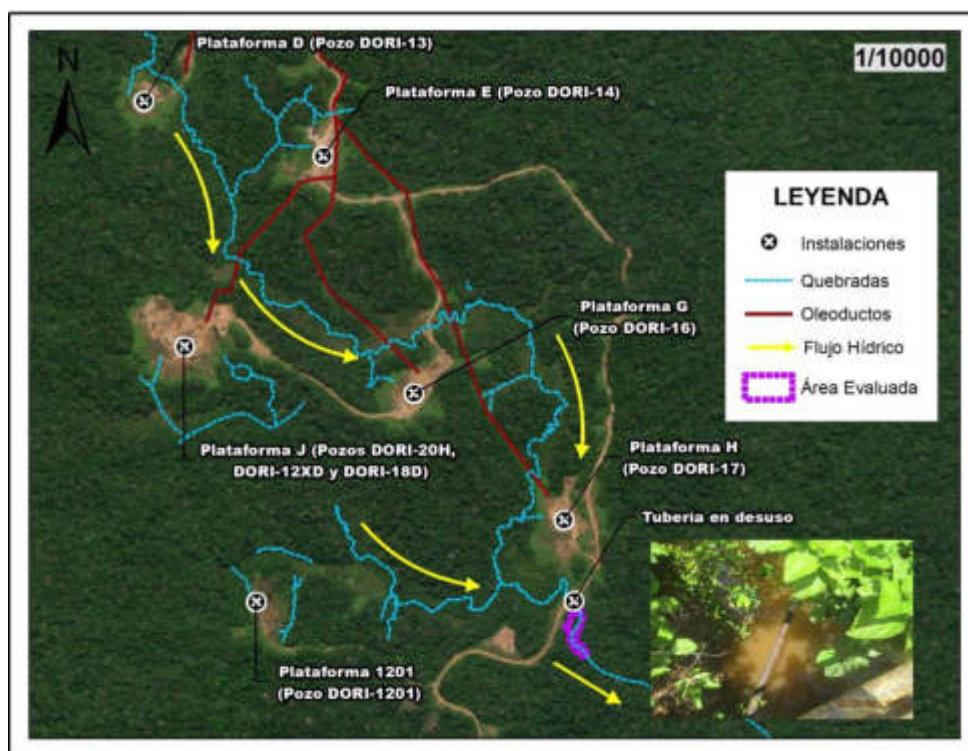 Plataforma D (Pozo DORI-13)
N
1/10000
Plataforma E (Pozo DORI-14)
LEYENDA
Instalaciones
Quebradas
Oleoductos
Flujo Hídrico
Área Evaluada
Plataforma G
(Pozo DORI-16)
Plataforma J (Pozos DORI-20H,
DORI-12XD y DORI-18D)
Plataforma H
(Pozo DORI-17)
Tubería en desuso
Plataforma 1201
(Pozo DORI-1201)